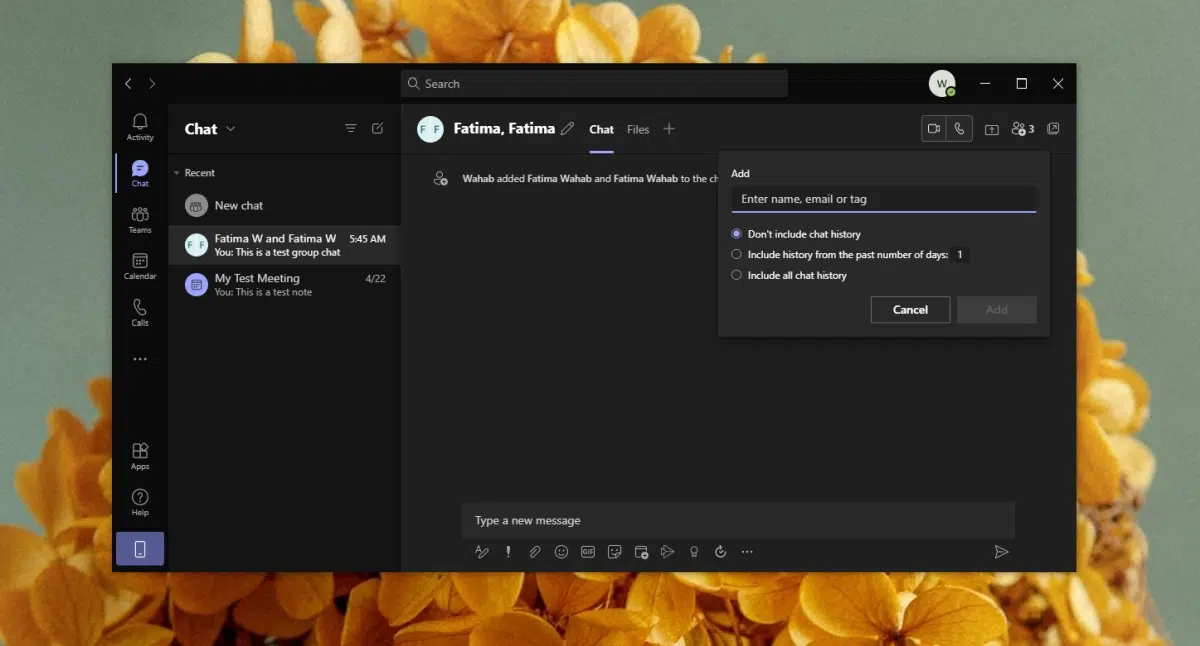 Search
W
Activity
Chat
Teams
Calendar
Calls
Apps
Help
Chat
Recent
New chat
F F
Fatima W and Fatima W 5:45 AM
You: This is a test group chat
My Test Meeting 4/22
You: This is a test note
F F
Fatima, Fatima
Chat
Files
3
Wahab added Fatima Wahab and Fatima Wahab to the ch
Add
Enter name, email or tag
Don't include chat history
Include history from the past number of days: 1
Include all chat history
Cancel
Add
Type a new message
GIF